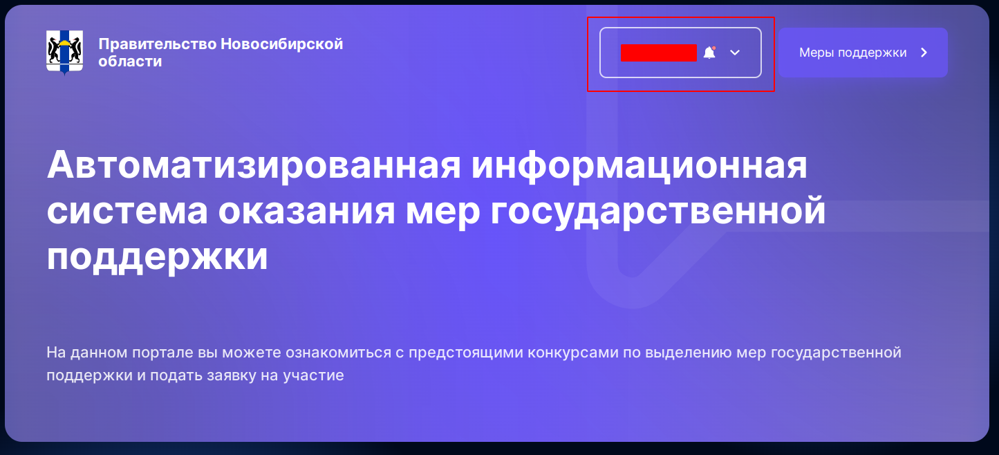 Правительство Новосибирской
области
Меры поддержки
Автоматизированная информационная
система оказания мер государственной
поддержки
На данном портале вы можете ознакомиться с предстоящими конкурсами по выделению мер государственной
поддержки и подать заявку на участие